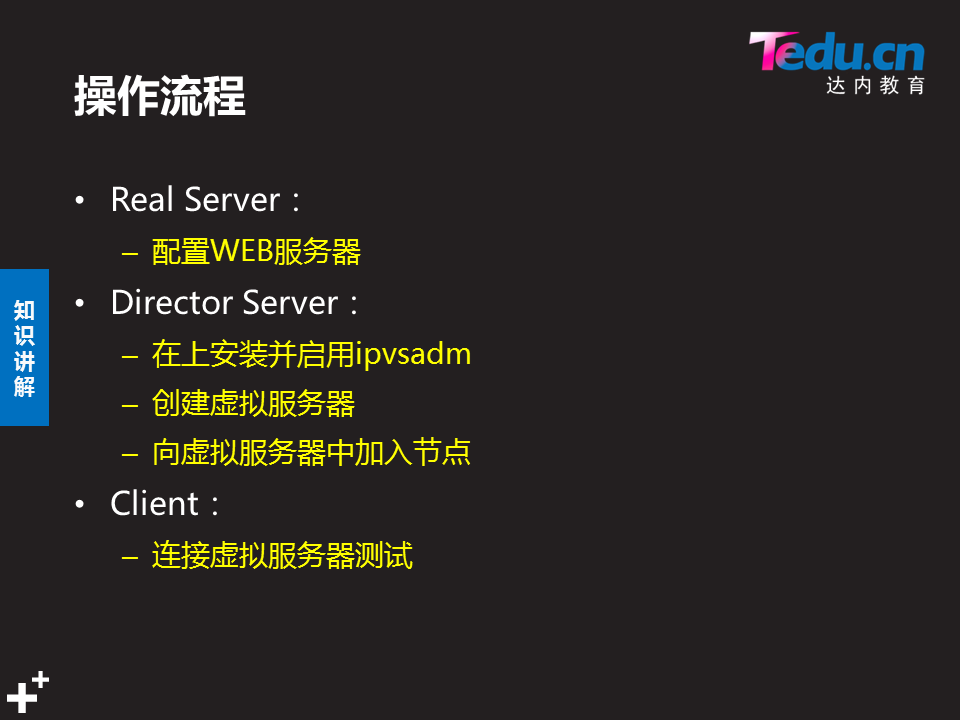 Tedu.cn
达内教育
操作流程
• Real Server：
– 配置WEB服务器
• Director Server：
– 在上安装并启用ipvsadm
– 创建虚拟服务器
– 向虚拟服务器中加入节点
• Client：
– 连接虚拟服务器测试
知
识
讲
解